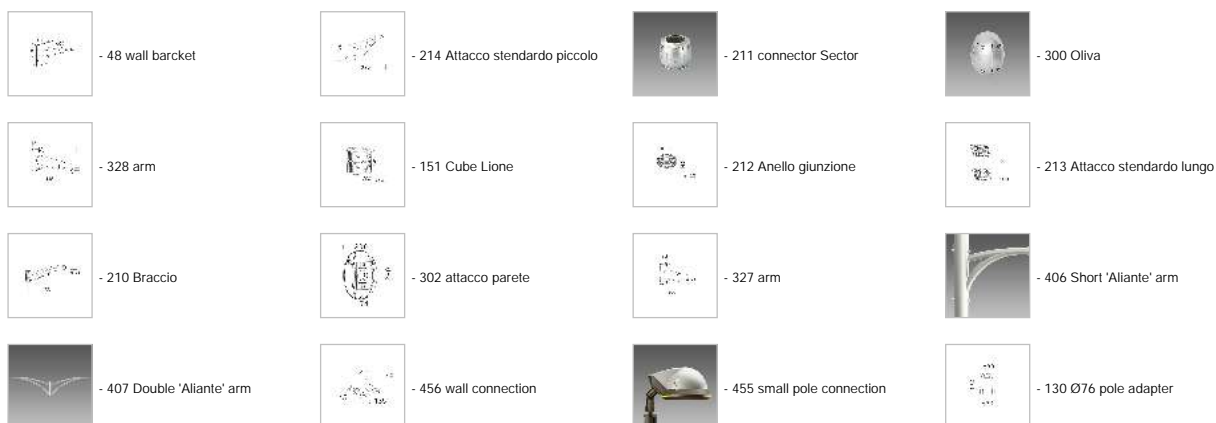 - 48 wall barcket
- 214 Attacco stendardo piccolo
- 211 connector Sector
- 300 Oliva
- 328 arm
- 151 Cube Lione
- 212 Anello giunzione
- 213 Attacco stendardo lungo
- 210 Braccio
- 302 attacco parete
- 327 arm
- 406 Short 'Aliante' arm
- 407 Double 'Aliante' arm
- 456 wall connection
- 455 small pole connection
- 130 Ø76 pole adapter